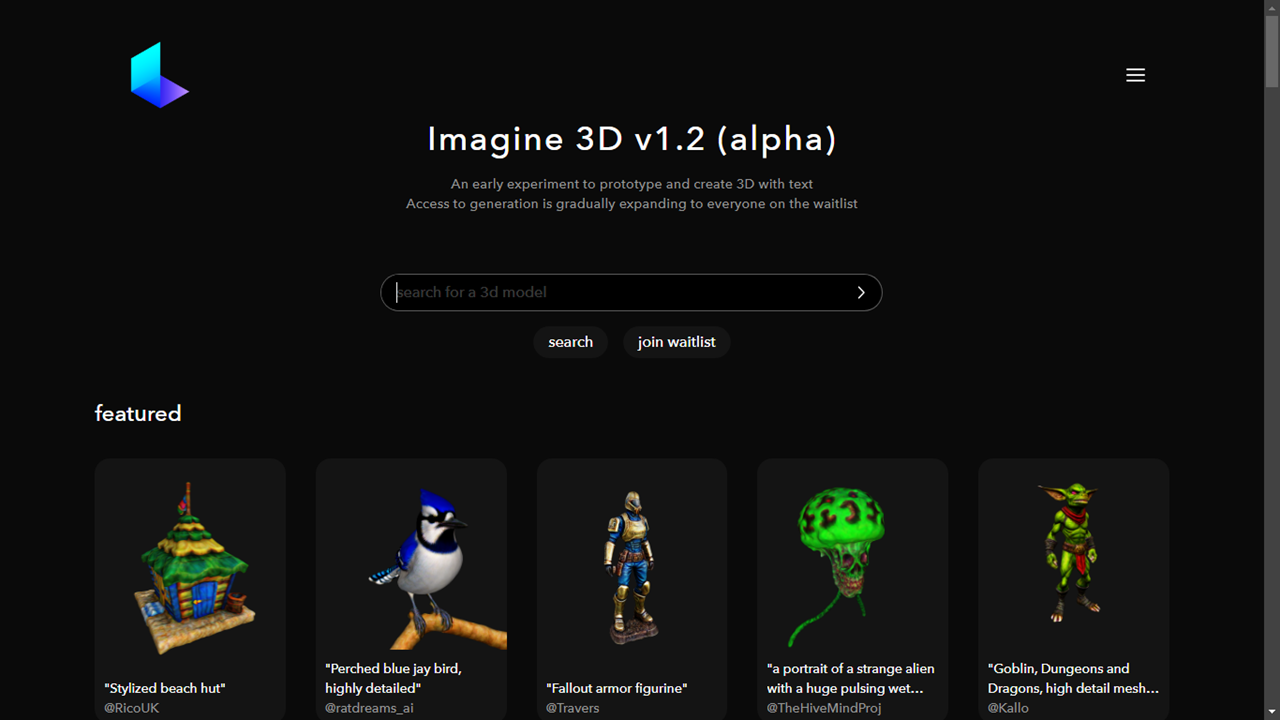 Imagine 3D v1.2 (alpha)
An early experiment to prototype and create 3D with text
Access to generation is gradually expanding to everyone on the waitlist
search for a 3d model
search
join waitlist
featured
"Stylized beach hut"
@RicoUK
"Perched blue jay bird,
highly detailed"
@ratdreams_ai
"Fallout armor figurine"
@Travers
"a portrait of a strange alien
with a huge pulsing wet...
@TheHiveMindProj
"Goblin, Dungeons and
Dragons, high detail mesh...
@Kallo